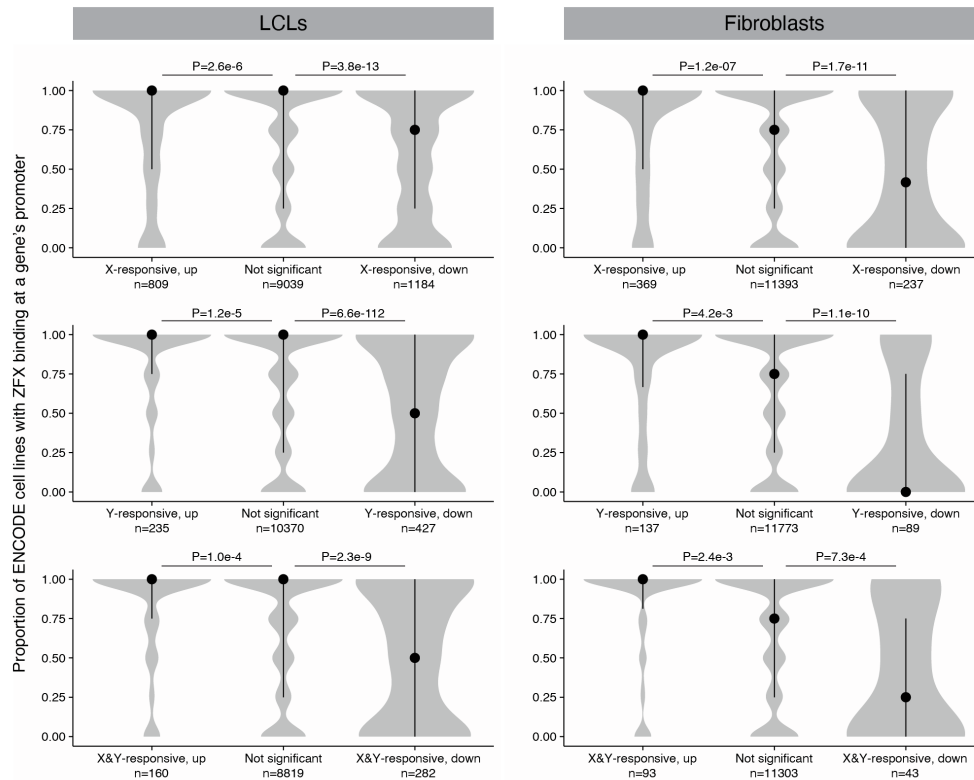 LCLs
Fibroblasts
Proportion of ENCODE cell lines with ZFX binding at a gene's promoter
P=2.6e-6 P=3.8e-13
1.00
0.75
0.50
0.25
0.00
X-responsive, up Not significant X-responsive, down
n=809 n=9039 n=1184
P=1.2e-07 P=1.7e-11
1.00
0.75
0.50
0.25
0.00
X-responsive, up Not significant X-responsive, down
n=369 n=11393 n=237
P=1.2e-5 P=6.6e-112
1.00
0.75
0.50
0.25
0.00
Y-responsive, up Not significant Y-responsive, down
n=235 n=10370 n=427
P=4.2e-3 P=1.1e-10
1.00
0.75
0.50
0.25
0.00
Y-responsive, up Not significant Y-responsive, down
n=137 n=11773 n=89
P=1.0e-4 P=2.3e-9
1.00
0.75
0.50
0.25
0.00
X&Y-responsive, up Not significant X&Y-responsive, down
n=160 n=8819 n=282
P=2.4e-3 P=7.3e-4
1.00
0.75
0.50
0.25
0.00
X&Y-responsive, up Not significant X&Y-responsive, down
n=93 n=11303 n=43